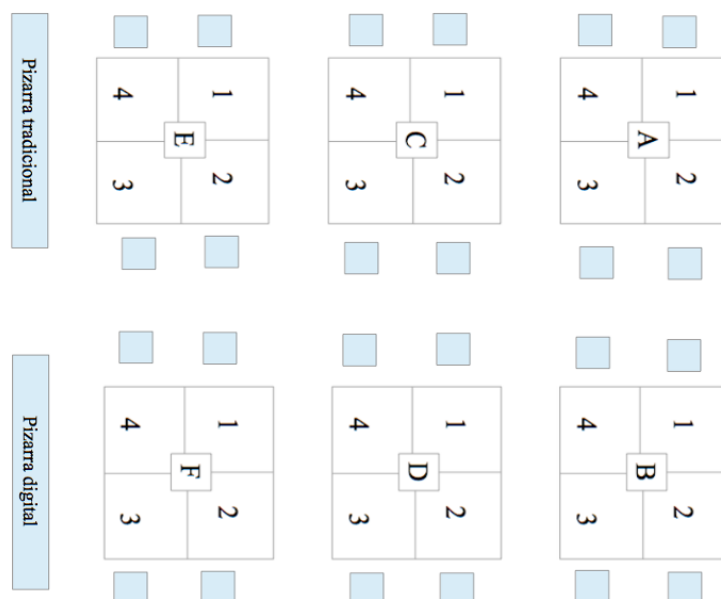 1 2 1 2
A B
4 3 4 3
1 2 1 2
C D
4 3 4 3
1 2 1 2
E F
4 3 4 3
Pizarra tradicional
Pizarra digital